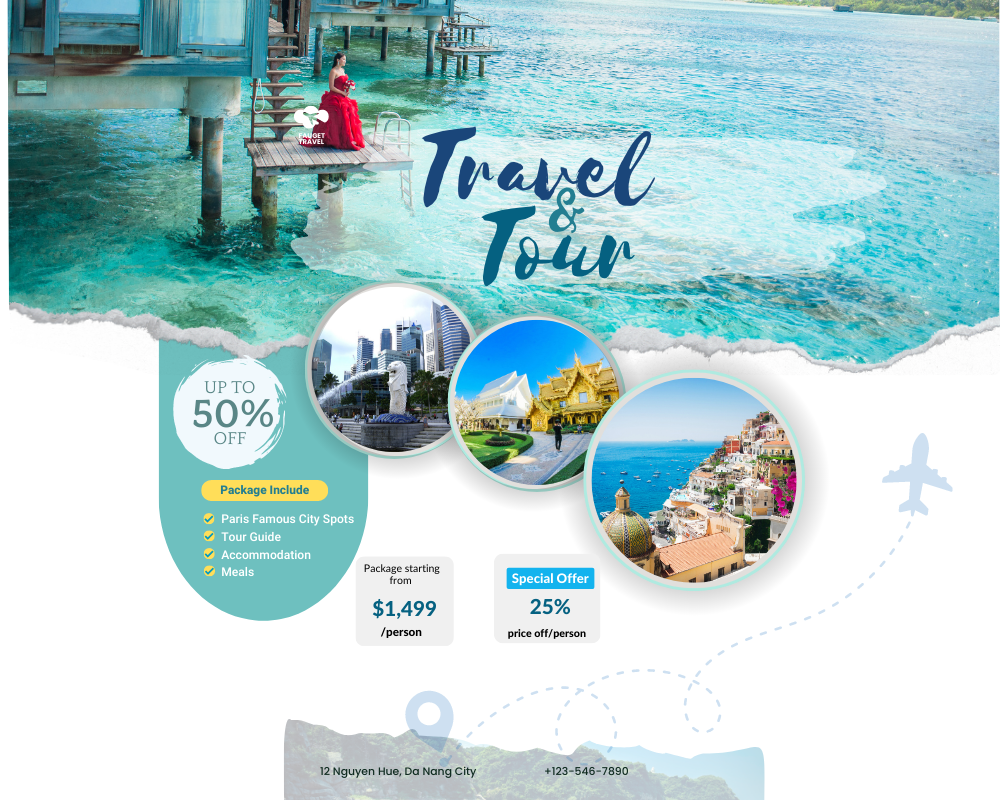 FAUGET
TRAVEL
Travel
&
Tour
UP TO
50%
OFF
Package Include
Paris Famous City Spots
Tour Guide
Accommodation
Meals
Package starting
from
$1,499
/person
Special Offer
25%
price off/person
12 Nguyen Hue, Da Nang City
+123-546-7890